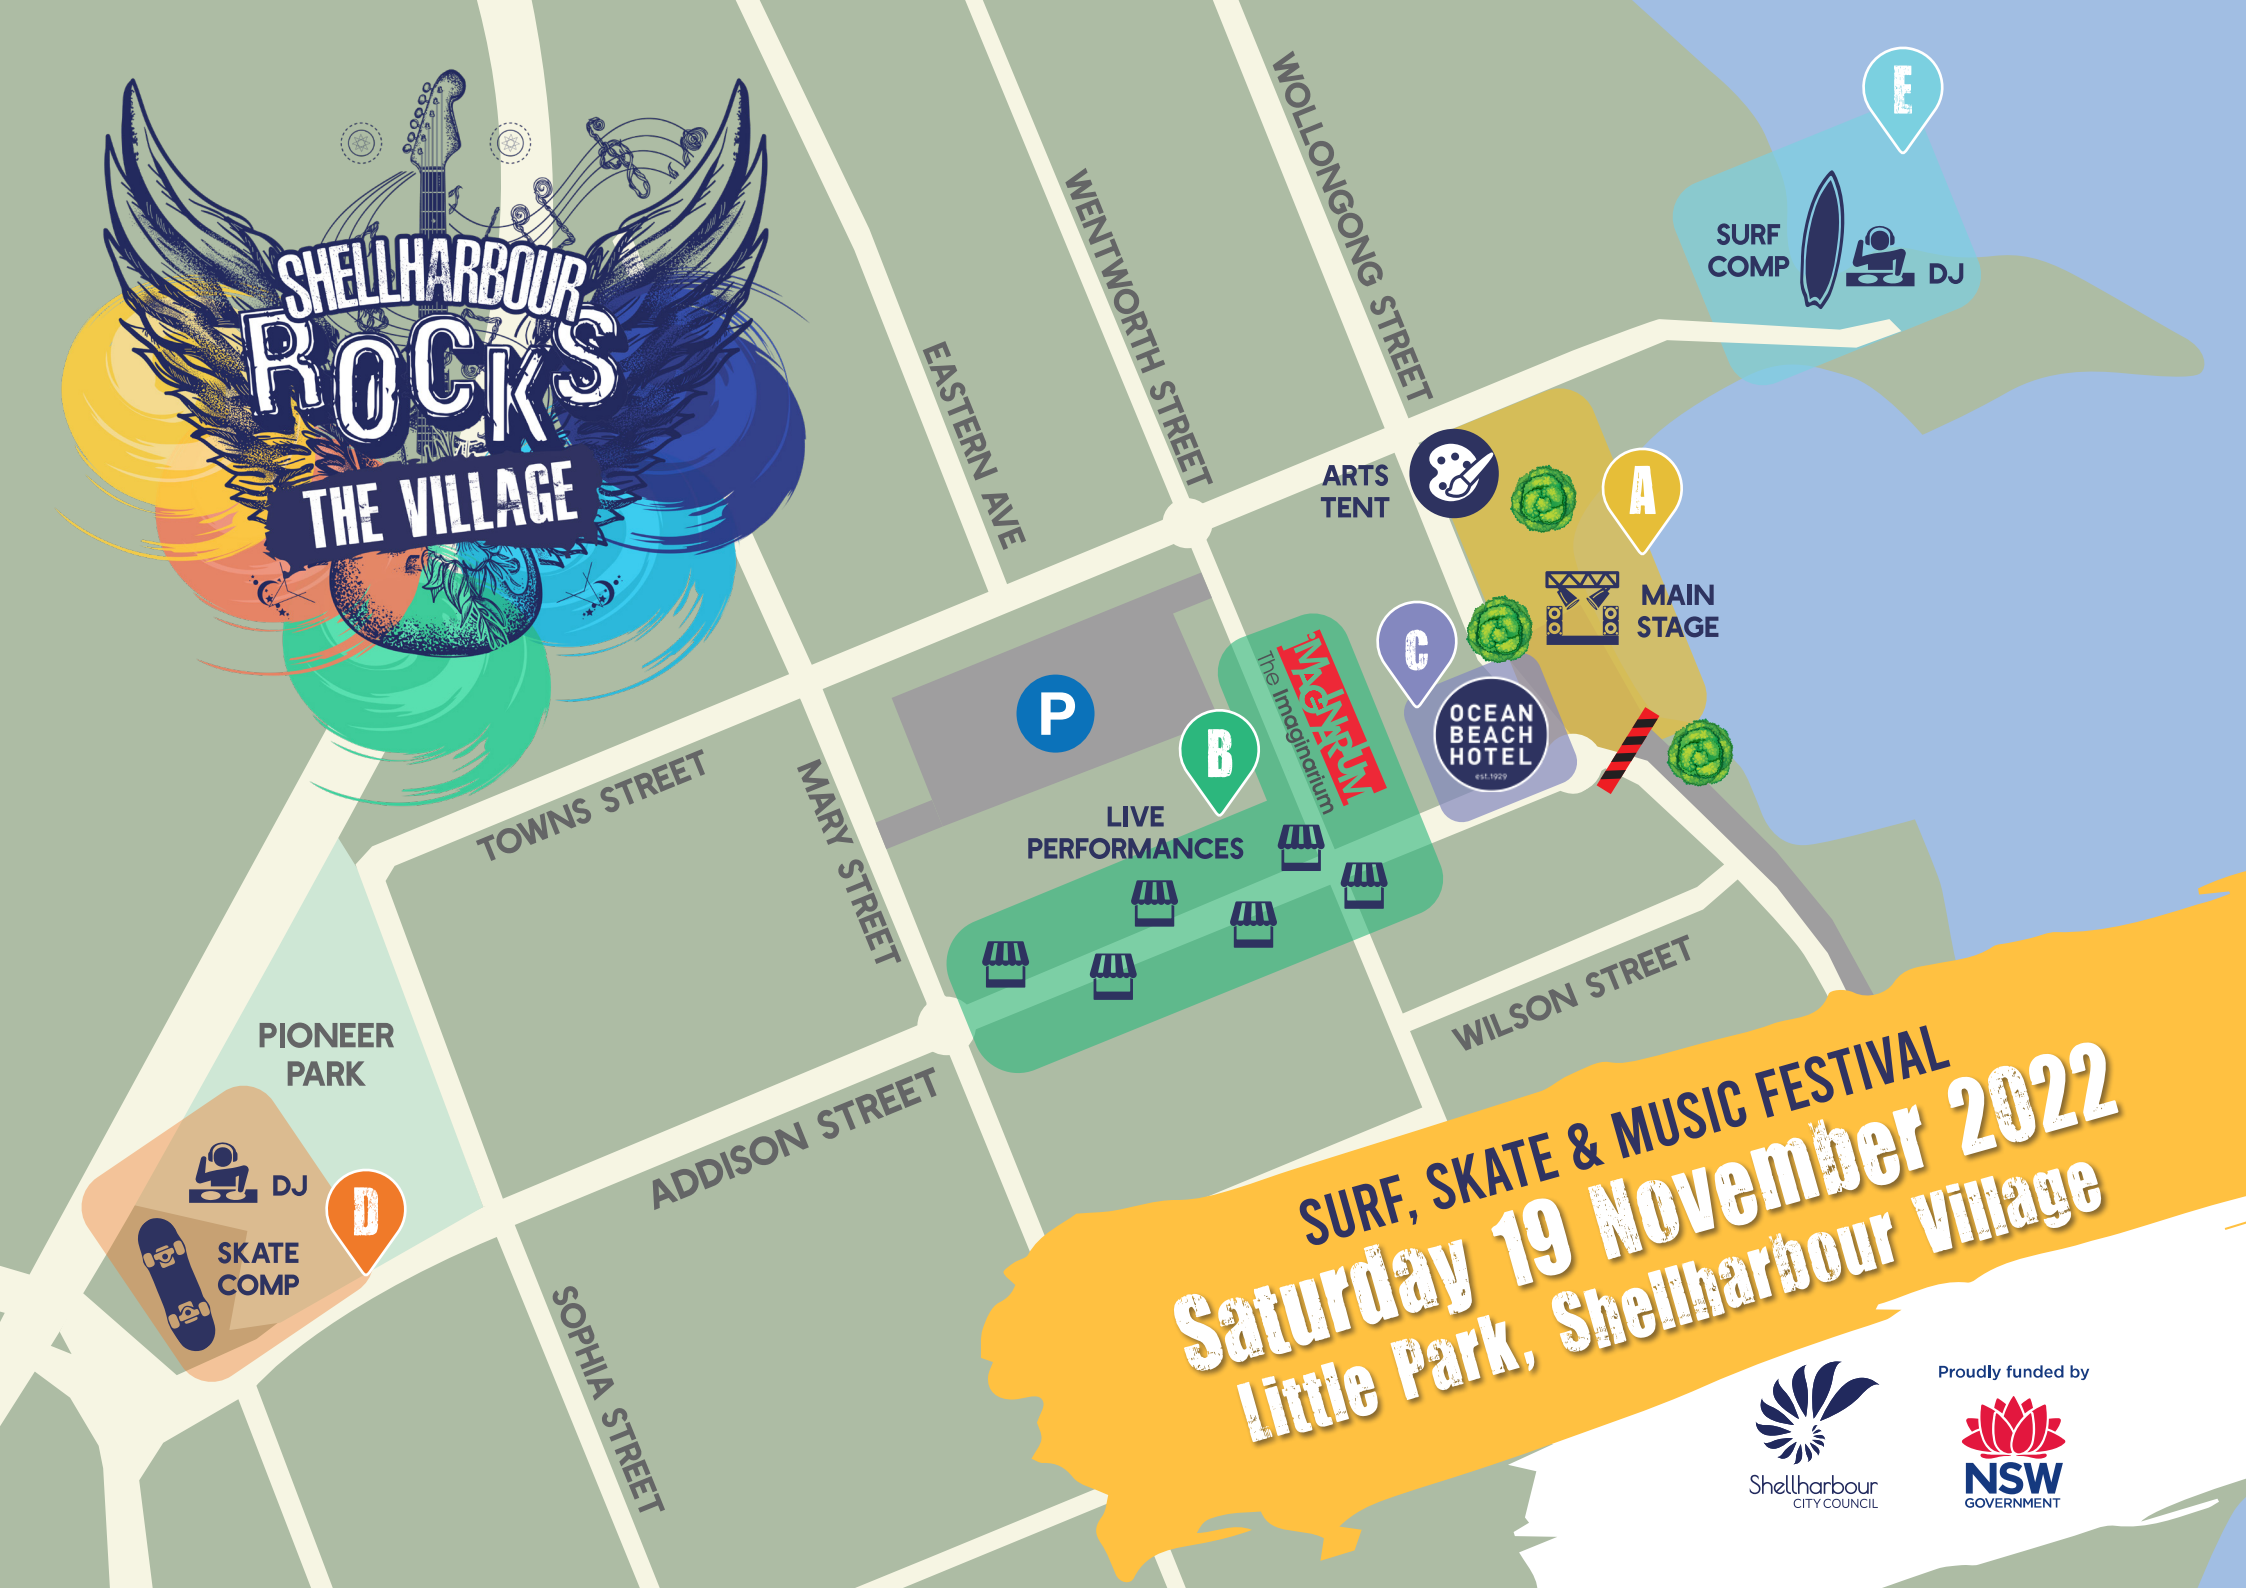 SHELLHARBOUR
ROCKS
THE VILLAGE
WOLLONGONG STREET
WENTWORTH STREET
EASTERN AVE
E
SURF
COMP
DJ
ARTS
TENT
A
MAIN
STAGE
C
OCEAN
BEACH
HOTEL
est.1929
IMAGINARIUM
The Imaginarium
P
B
LIVE
PERFORMANCES
TOWNS STREET
MARY STREET
WILSON STREET
PIONEER
PARK
ADDISON STREET
DJ
D
SKATE
COMP
SOPHIA STREET
SURF, SKATE & MUSIC FESTIVAL
Saturday 19 November 2022
Little Park, Shellharbour Village
Shellharbour
CITY COUNCIL
Proudly funded by
NSW
GOVERNMENT